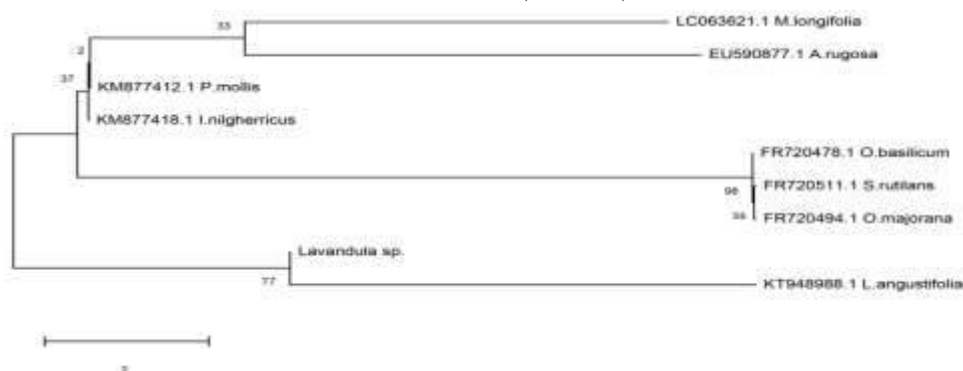 33
LC063621.1 M.longifolia
2
EU590877.1 A.rugosa
37
KM877412.1 P.mollis
KM877418.1 I.nilgherricus
FR720478.1 O.basilicum
98
FR720511.1 S.rutilans
FR720494.1 O.majorana
Lavandula sp.
77
KT948988.1 L.angustifolia